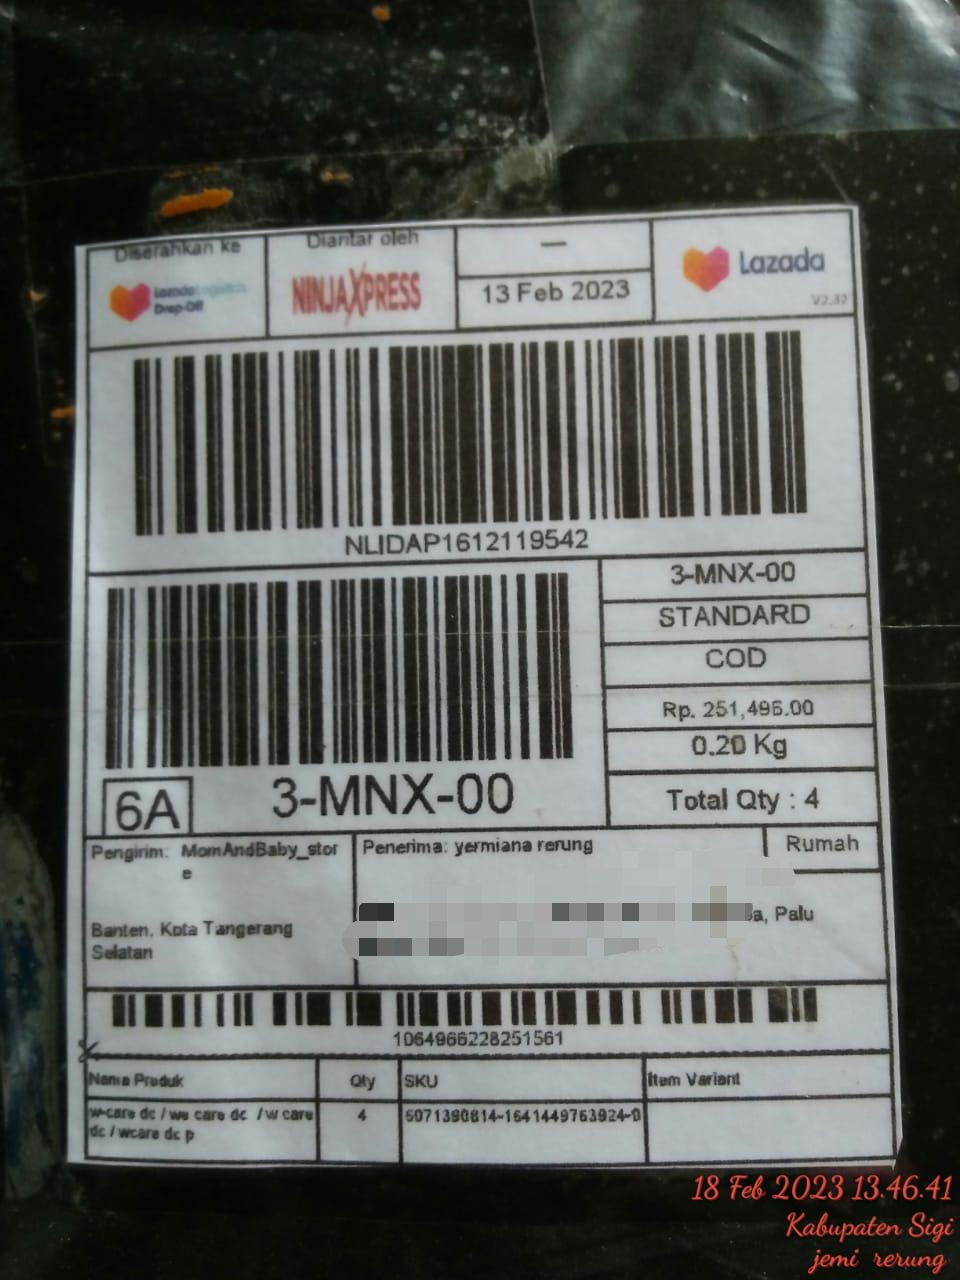 Diserahkan ke
Lazada Logistics
Drop-Off
Diantar oleh
NINJAXPRESS
—
13 Feb 2023
Lazada
V2.32
NLIDAP1612119542
3-MNX-00
STANDARD
COD
Rp. 251,495.00
0.20 Kg
Total Qty : 4
6A
3-MNX-00
Pengirim: MomAndBaby_stor
e
Banten, Kota Tangerang
Selatan
Penerima: yermiana rerung
Rumah
Palu
1064966228251561
Nama Produk
Qty
SKU
Item Variant
w-care dc / we care dc / w care
dc / wcare dc p
4
6071390814-1641449763924-0
18 Feb 2023 13.46.41
Kabupaten Sigi
jemi rerung